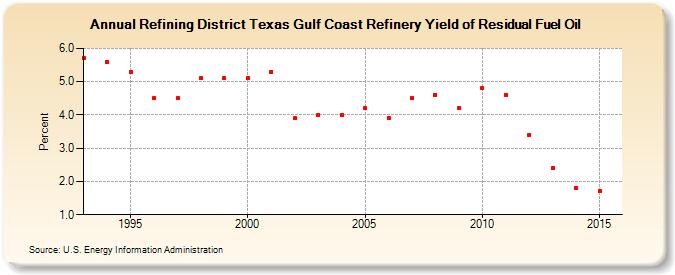 Annual Refining District Texas Gulf Coast Refinery Yield of Residual Fuel Oil
Percent
6.0
5.0
4.0
3.0
2.0
1.0
1995 2000 2005 2010 2015
Source: U.S. Energy Information Administration